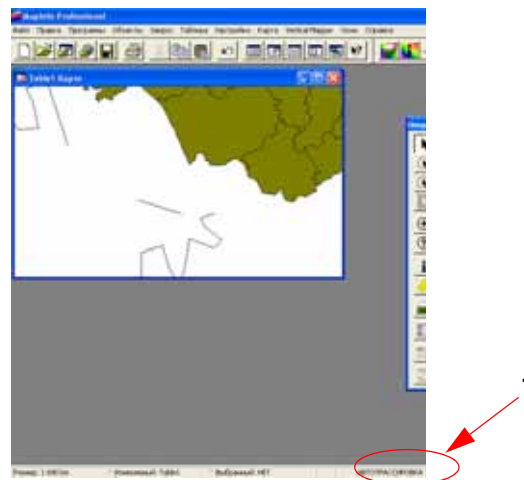 MapInfo Professional
Файл Правка Программы Объекты Запрос Таблица Настройки Карта Vertical Mapper Окно Справка
Table1 Карта
Изменяемый: Table1
Выбранный: НЕТ
АВТОТРАССИРОВКА